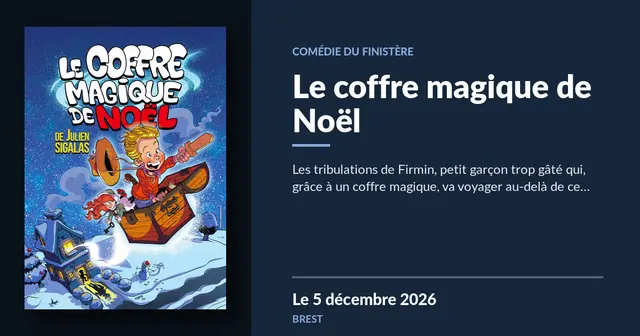 LE COFFRE
MAGIQUE
DE NOËL
DE JULIEN
SIGALAS
COMÉDIE DU FINISTÈRE
Le coffre magique de
Noël
Les tribulations de Firmin, petit garçon trop gâté qui,
grâce à un coffre magique, va voyager au-delà de ce...
Le 5 décembre 2026
BREST